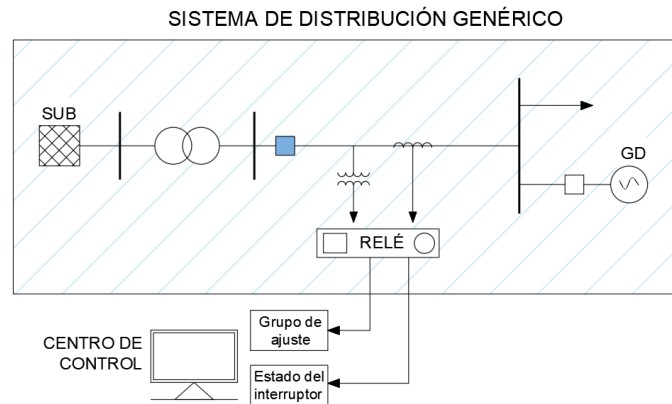 SISTEMA DE DISTRIBUCIÓN GENÉRICO
SUB
GD
RELÉ
CENTRO DE
CONTROL
Grupo de
ajuste
Estado del
interruptor